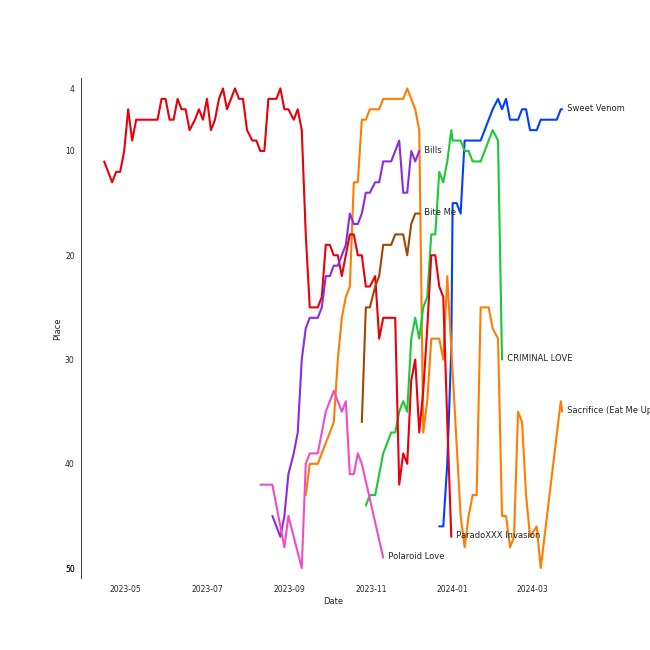 4
Sweet Venom
10
Bills
Bite Me
20
Place
30
CRIMINAL LOVE
Sacrifice (Eat Me Up
40
ParadoXXX Invasion
Polaroid Love
50
2023-05
2023-07
2023-09
2023-11
2024-01
2024-03
Date